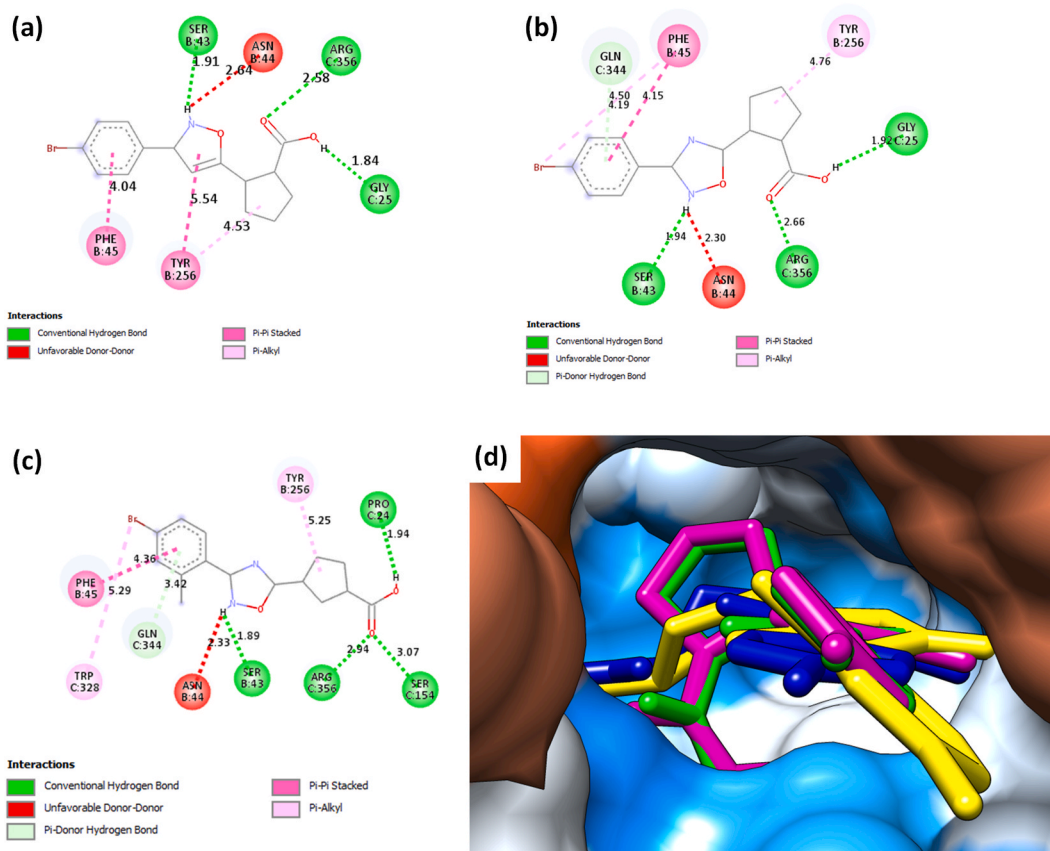 (a)
SER
B:43
ASN
B:44
ARG
C:356
1.91
2.64
2.58
H
N
O
O
O
H
Br
1.84
GLY
C:25
4.04
5.54
4.53
PHE
B:45
TYR
B:256
Interactions
Conventional Hydrogen Bond
Unfavorable Donor-Donor
Pi-Pi Stacked
Pi-Alkyl
(b)
PHE
B:45
TYR
B:256
GLN
C:344
4.76
4.50
4.15
4.19
GLY
C:25
1.92
H
N
Br
O
O
N
H
O
2.66
1.94
2.30
SER
B:43
ASN
B:44
ARG
C:356
Interactions
Conventional Hydrogen Bond
Unfavorable Donor-Donor
Pi-Donor Hydrogen Bond
Pi-Pi Stacked
Pi-Alkyl
(c)
TYR
B:256
PRO
C:24
5.25
1.94
Br
4.36
N
H
O
PHE
B:45
5.29
3.42
N
O
H
O
GLN
C:344
2.33
1.89
2.94
3.07
TRP
C:328
ASN
B:44
SER
B:43
ARG
C:356
SER
C:154
Interactions
Conventional Hydrogen Bond
Unfavorable Donor-Donor
Pi-Donor Hydrogen Bond
Pi-Pi Stacked
Pi-Alkyl
(d)